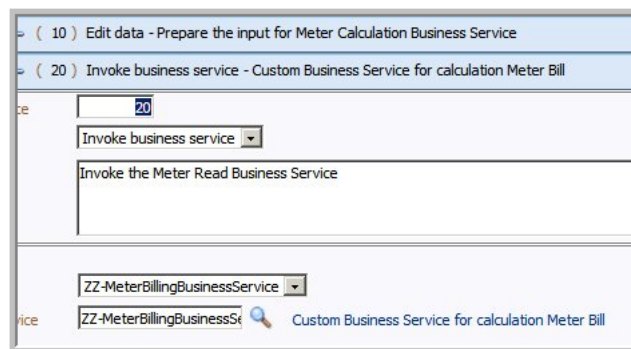 ( 10 ) Edit data - Prepare the input for Meter Calculation Business Service
( 20 ) Invoke business service - Custom Business Service for calculation Meter Bill
ce 20
Invoke business service
Invoke the Meter Read Business Service
ZZ-MeterBillingBusinessService
vice ZZ-MeterBillingBusinessSe Custom Business Service for calculation Meter Bill